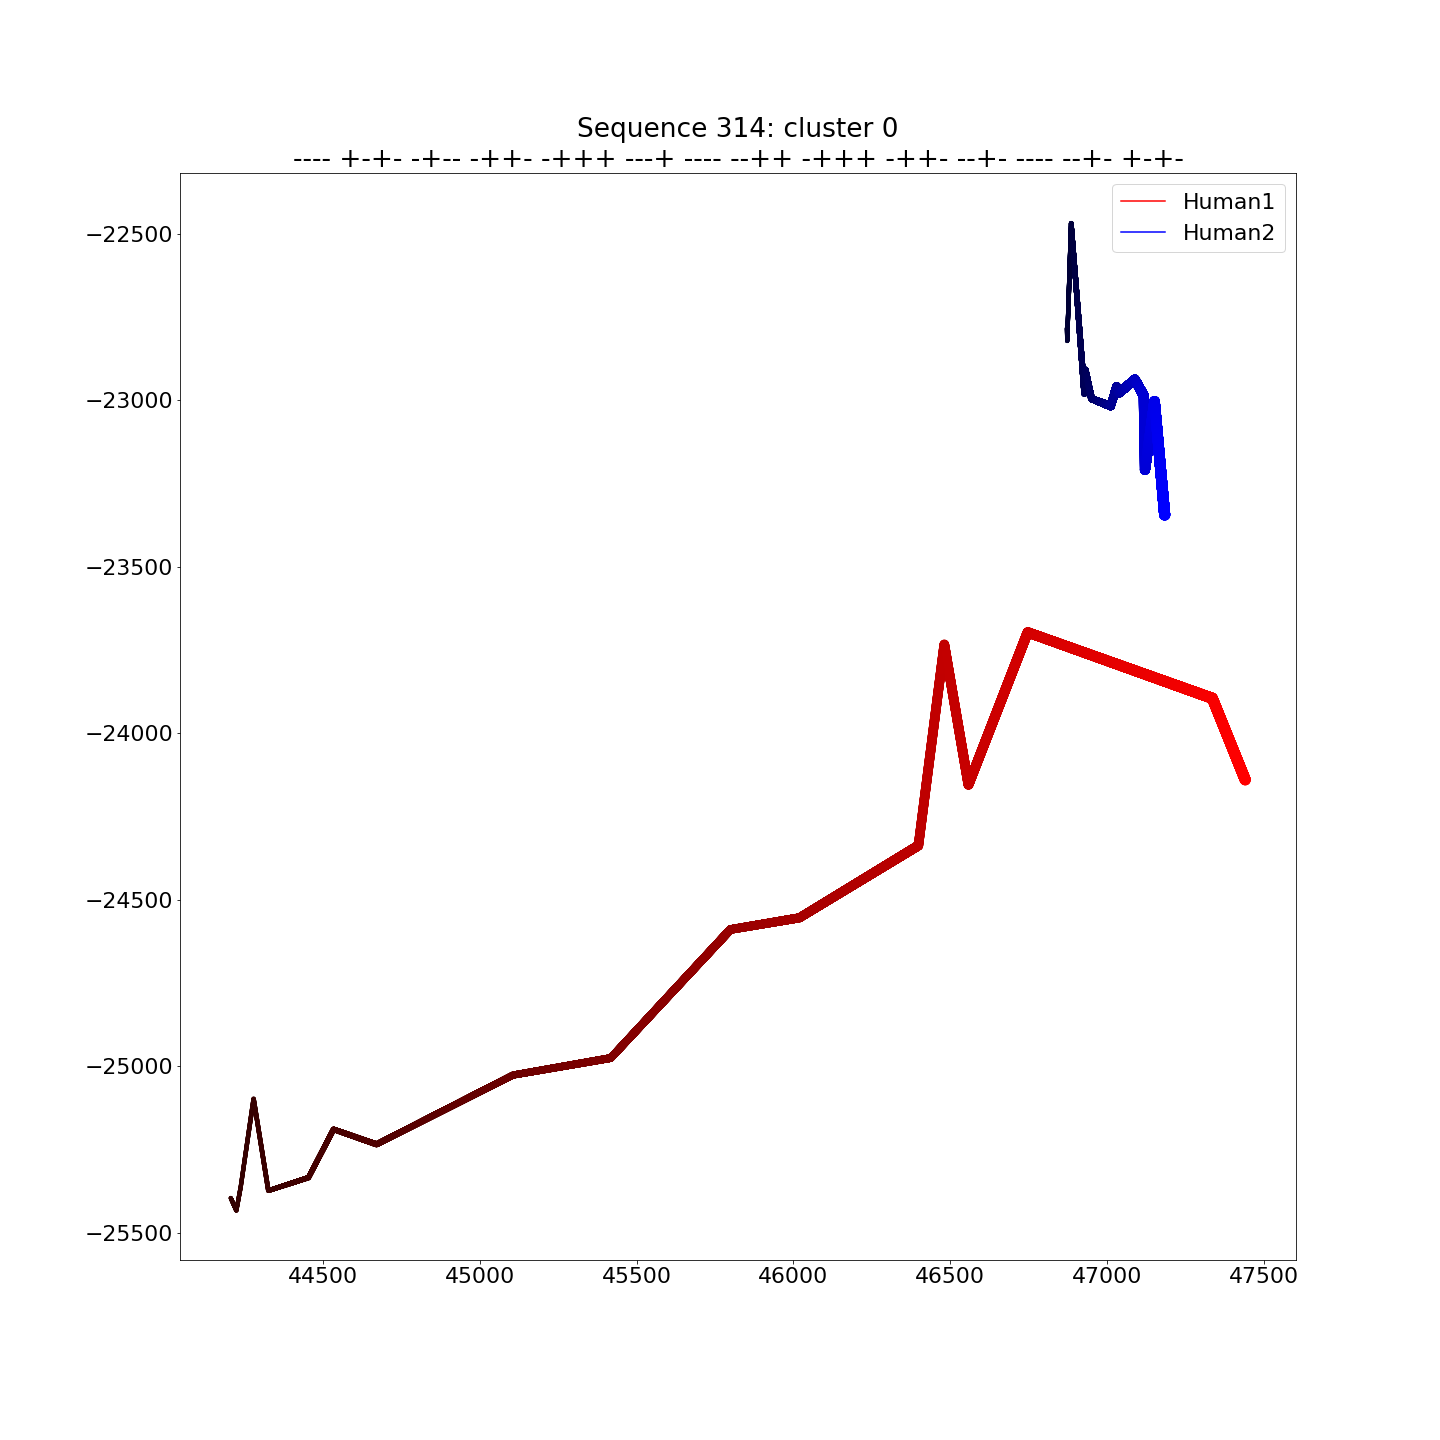 Sequence 314: cluster 0
---- +-+- -+-- -++- -+++ ---+ ---- --++ -+++ -++- --+- ---- --+- +-+-
Human1
Human2
−22500
−23000
−23500
−24000
−24500
−25000
−25500
44500 45000 45500 46000 46500 47000 47500